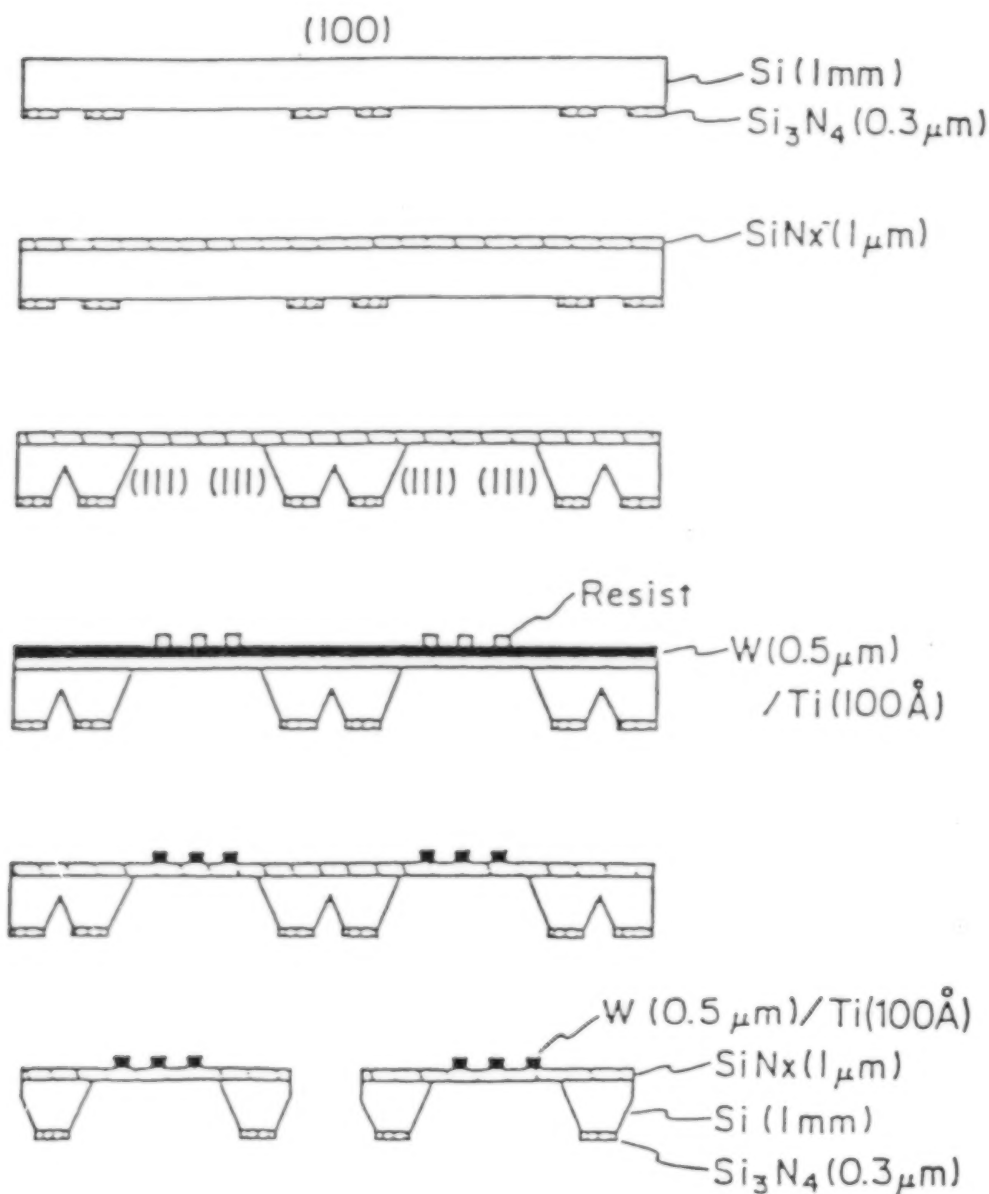 (100)
Si(1mm)
Si₃N₄(0.3μm)
SiNx(1μm)
(111) (111) (111) (111)
Resist
W(0.5μm)
/Ti(100Å)
W(0.5μm)/Ti(100Å)
SiNx(1μm)
Si(1mm)
Si₃N₄(0.3μm)